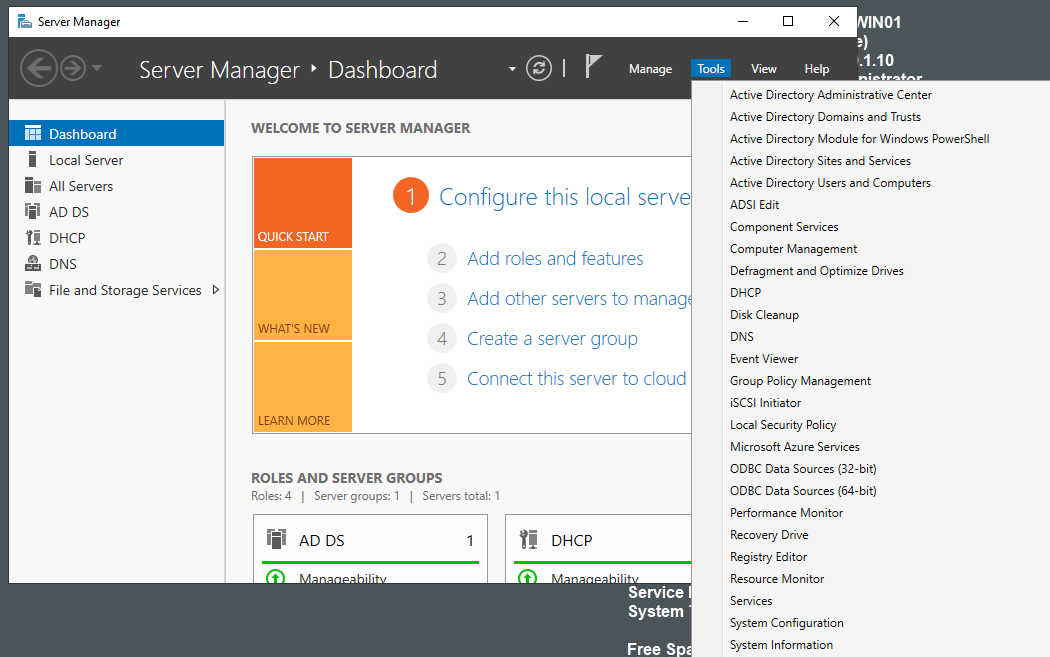 Server Manager
WIN01
Server Manager
Dashboard
Manage
Tools
View
Help
1.10
Dashboard
Local Server
All Servers
AD DS
DHCP
DNS
File and Storage Services
WELCOME TO SERVER MANAGER
QUICK START
WHAT'S NEW
LEARN MORE
1 Configure this local serve
2 Add roles and features
3 Add other servers to manage
4 Create a server group
5 Connect this server to cloud
ROLES AND SERVER GROUPS
Roles: 4 | Server groups: 1 | Servers total: 1
AD DS 1
Manageability
DHCP
Manageability
Active Directory Administrative Center
Active Directory Domains and Trusts
Active Directory Module for Windows PowerShell
Active Directory Sites and Services
Active Directory Users and Computers
ADSI Edit
Component Services
Computer Management
Defragment and Optimize Drives
DHCP
Disk Cleanup
DNS
Event Viewer
Group Policy Management
iSCSI Initiator
Local Security Policy
Microsoft Azure Services
ODBC Data Sources (32-bit)
ODBC Data Sources (64-bit)
Performance Monitor
Recovery Drive
Registry Editor
Resource Monitor
Services
System Configuration
System Information
Service
System
Free Spa